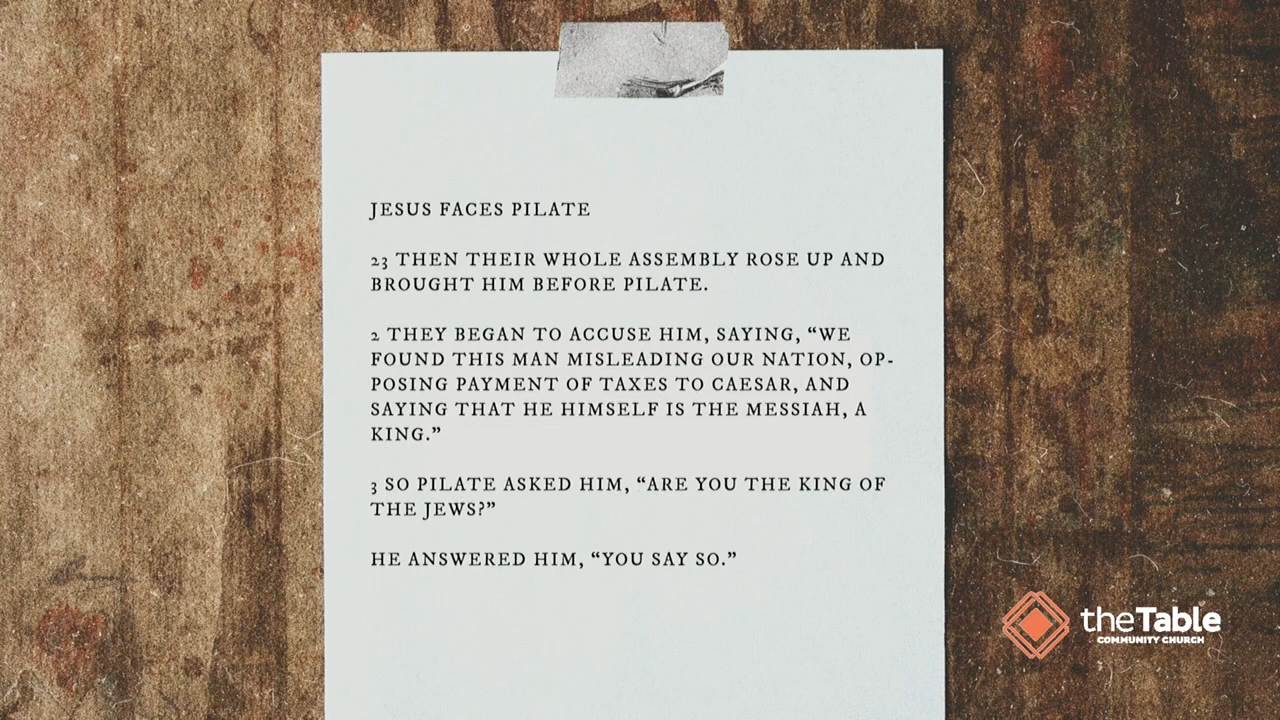 JESUS FACES PILATE
23 THEN THEIR WHOLE ASSEMBLY ROSE UP AND
BROUGHT HIM BEFORE PILATE.
2 THEY BEGAN TO ACCUSE HIM, SAYING, “WE
FOUND THIS MAN MISLEADING OUR NATION, OP-
POSING PAYMENT OF TAXES TO CAESAR, AND
SAYING THAT HE HIMSELF IS THE MESSIAH, A
KING.”
3 SO PILATE ASKED HIM, “ARE YOU THE KING OF
THE JEWS?”
HE ANSWERED HIM, “YOU SAY SO.”
theTable
COMMUNITY CHURCH